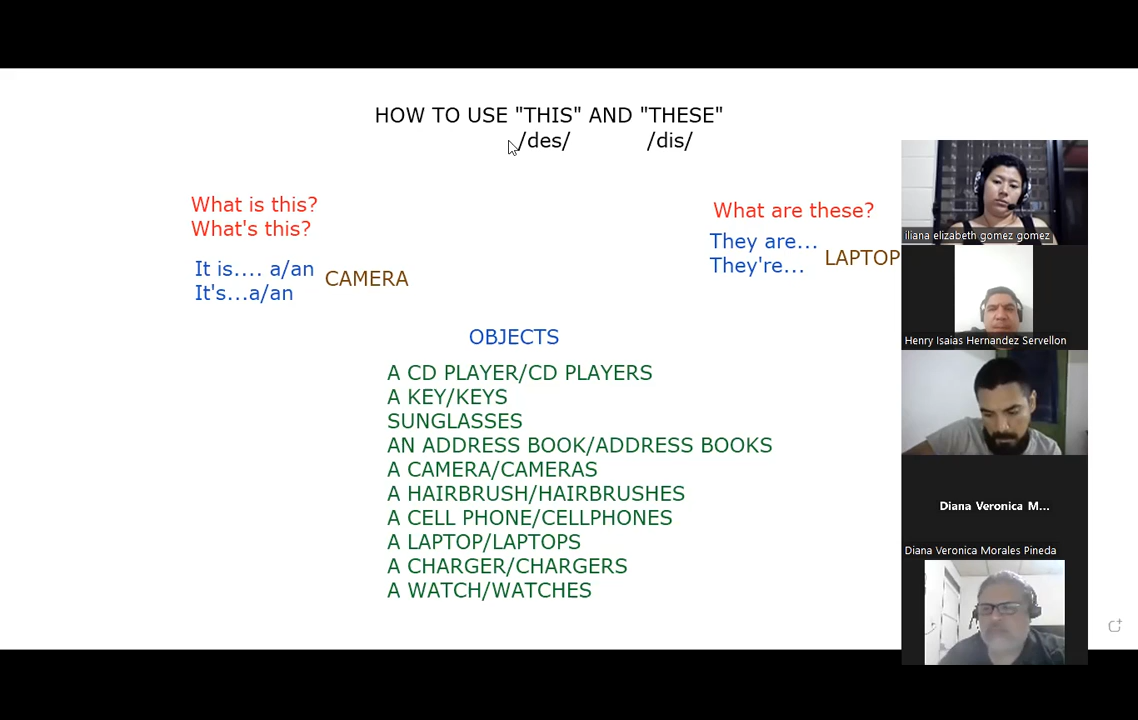 HOW TO USE "THIS" AND "THESE"
/des/ /dis/
What is this?
What's this?
It is.... a/an
It's...a/an
CAMERA
What are these?
They are...
They're...
LAPTOP
OBJECTS
A CD PLAYER/CD PLAYERS
A KEY/KEYS
SUNGLASSES
AN ADDRESS BOOK/ADDRESS BOOKS
A CAMERA/CAMERAS
A HAIRBRUSH/HAIRBRUSHES
A CELL PHONE/CELLPHONES
A LAPTOP/LAPTOPS
A CHARGER/CHARGERS
A WATCH/WATCHES
iliana elizabeth gomez gomez
Henry Isaias Hernandez Servellon
Diana Veronica M...
Diana Veronica Morales Pineda